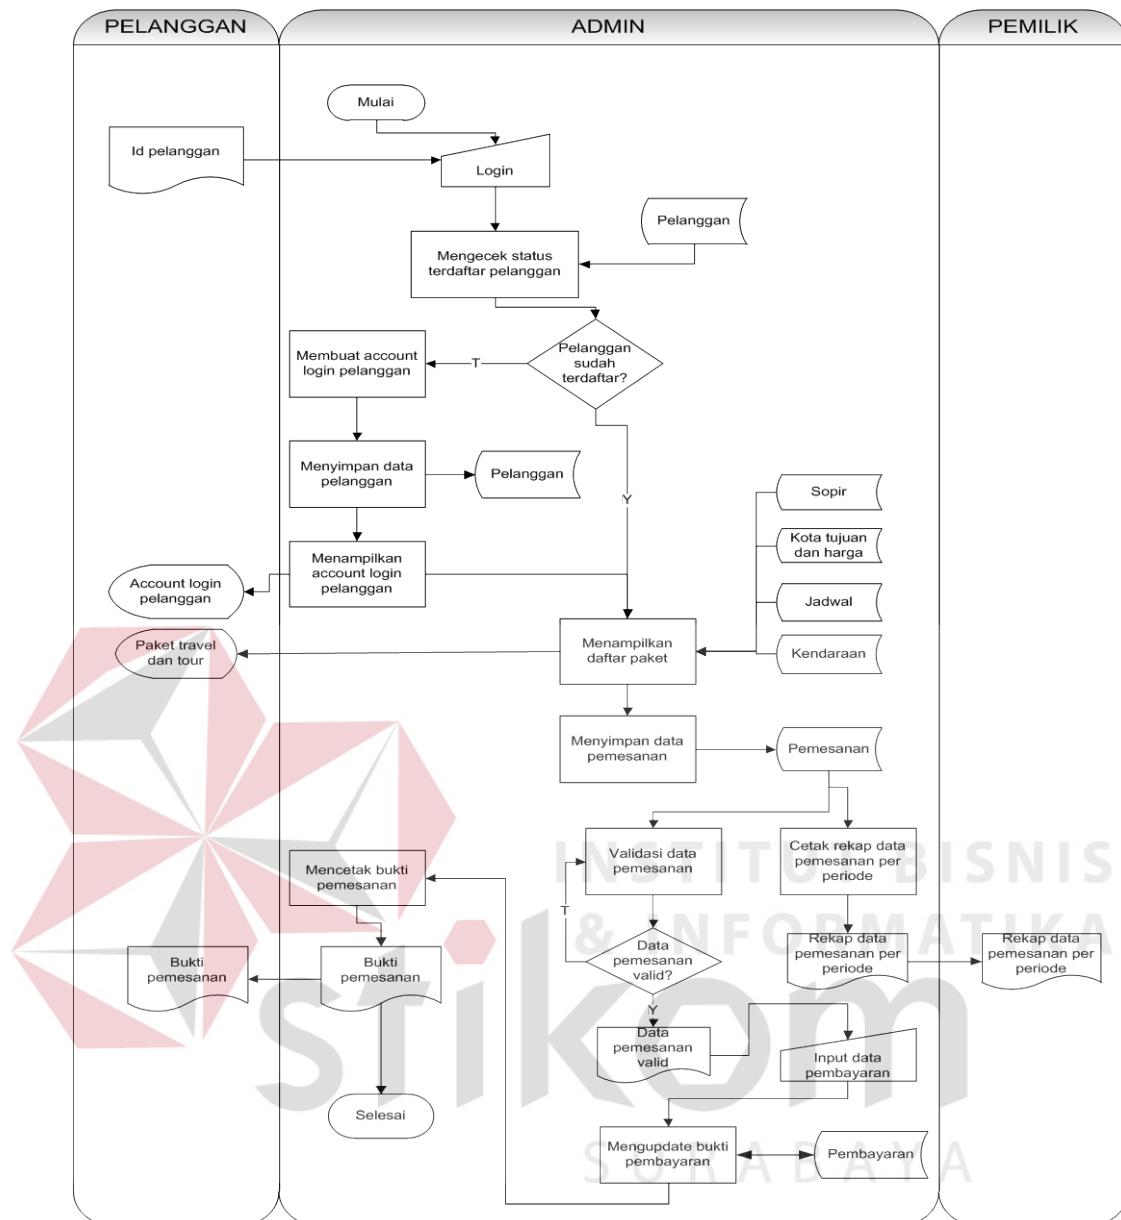 PELANGGAN
ADMIN
PEMILIK
Mulai
Id pelanggan
Login
Pelanggan
Mengecek status
terdaftar pelanggan
Membuat account
login pelanggan
T
Pelanggan
sudah
terdaftar?
Menyimpan data
pelanggan
Pelanggan
Y
Sopir
Kota tujuan
dan harga
Menampilkan
account login
pelanggan
Account login
pelanggan
Jadwal
Paket travel
dan tour
Menampilkan
daftar paket
Kendaraan
Menyimpan data
pemesanan
Pemesanan
Mencetak bukti
pemesanan
Validasi data
pemesanan
Cetak rekap data
pemesanan per
periode
INSTITUT BISNIS
& INFORMATIKA
T
Bukti
pemesanan
Bukti
pemesanan
Data
pemesanan
valid?
Rekap data
pemesanan per
periode
Rekap data
pemesanan per
periode
Y
stikom
Data
pemesanan
valid
Input data
pembayaran
Selesai
Mengupdate bukti
pembayaran
Pembayaran
SURABAYA